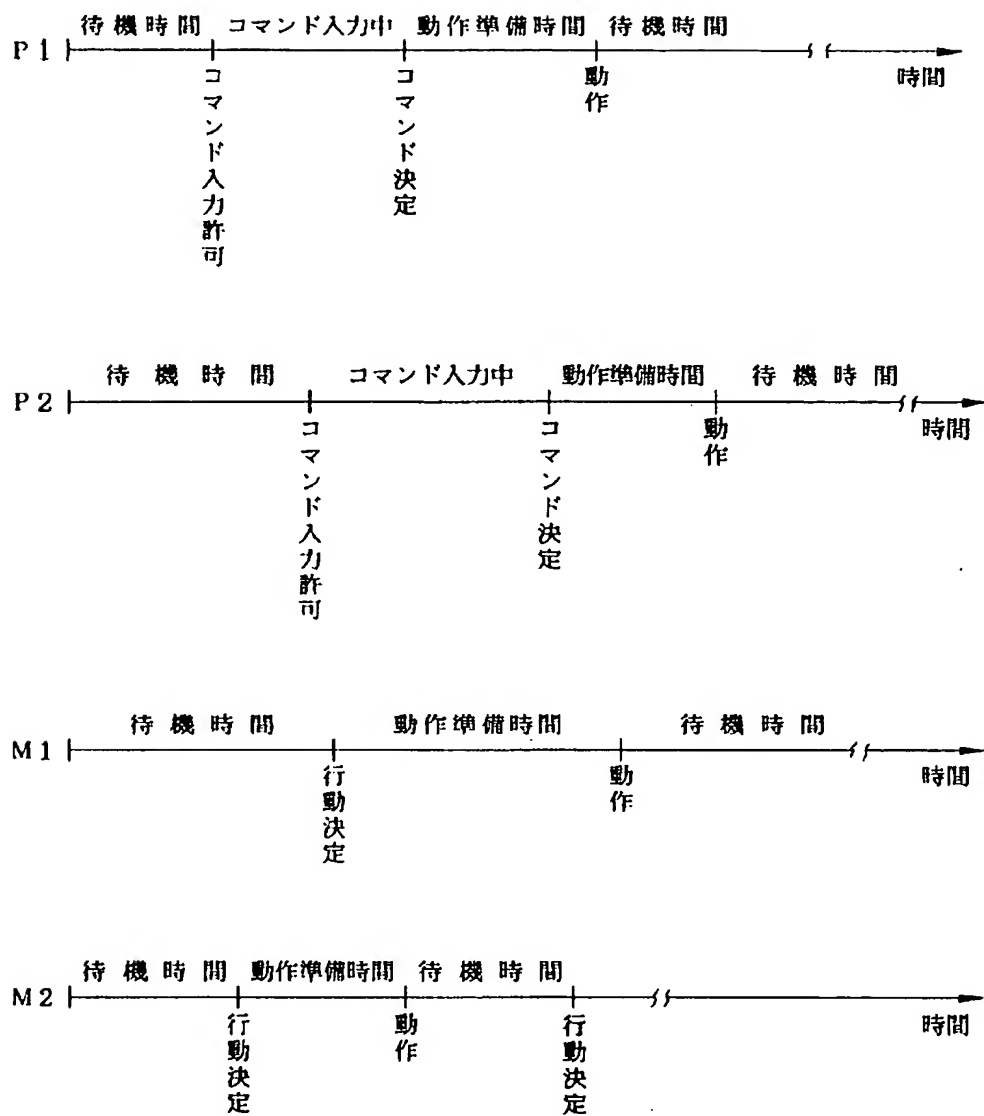 待機時間 コマンド入力中 動作準備時間 待機時間
P1
時間
コマンド入力許可
コマンド決定
動作
待機時間 コマンド入力中 動作準備時間 待機時間
P2
時間
コマンド入力許可
コマンド決定
動作
待機時間 動作準備時間 待機時間
M1
時間
行動決定
動作
待機時間 動作準備時間 待機時間
M2
時間
行動決定
動作
行動決定